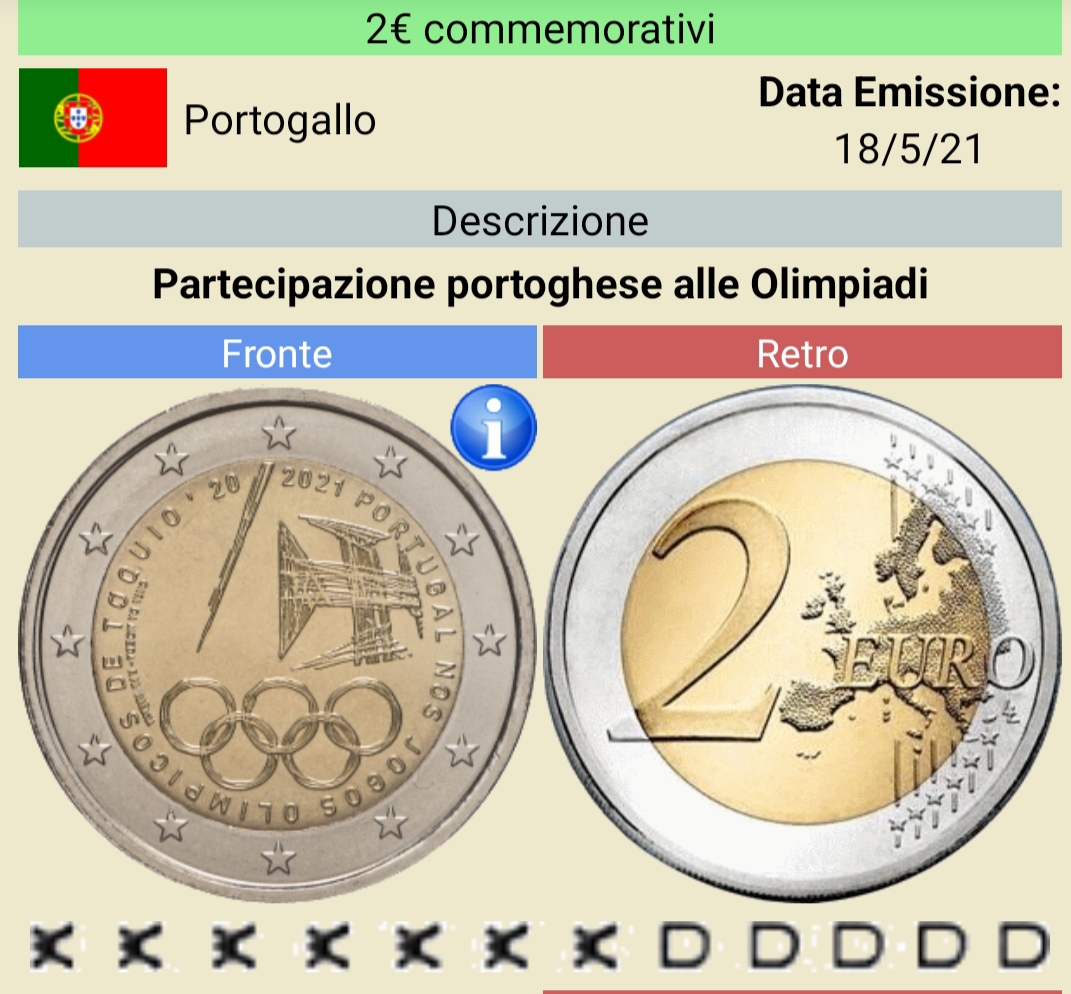 2€ commemorativi
Portogallo
Data Emissione:
18/5/21
Descrizione
Partecipazione portoghese alle Olimpiadi
Fronte
Retro
i
2021 PORTUGAL NOS JOGOS OLIMPICOS DE TOQUIO ' 20
2 EURO
K K K K K K K D D D D D